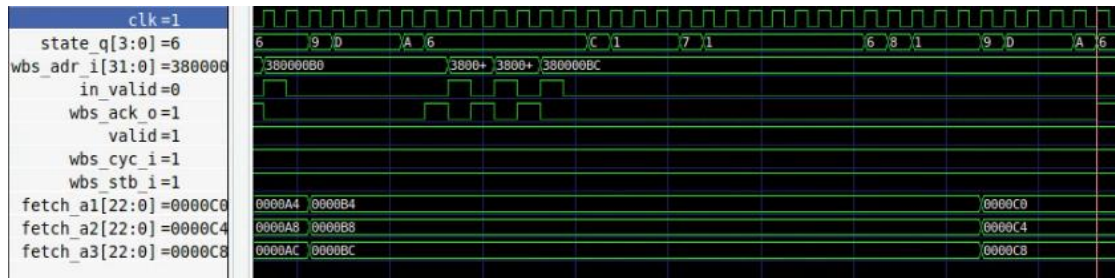 clk=1
state_q[3:0]=6 6 9 D A 6 C 1 7 1 6 8 1 9 D A 6
wbs_adr_i[31:0]=380000 380000B0 3800+ 3800+ 380000BC
in_valid=0
wbs_ack_o=1
valid=1
wbs_cyc_i=1
wbs_stb_i=1
fetch_a1[22:0]=0000C0 0000A4 0000B4 0000C0
fetch_a2[22:0]=0000C4 0000A8 0000B8 0000C4
fetch_a3[22:0]=0000C8 0000AC 0000BC 0000C8